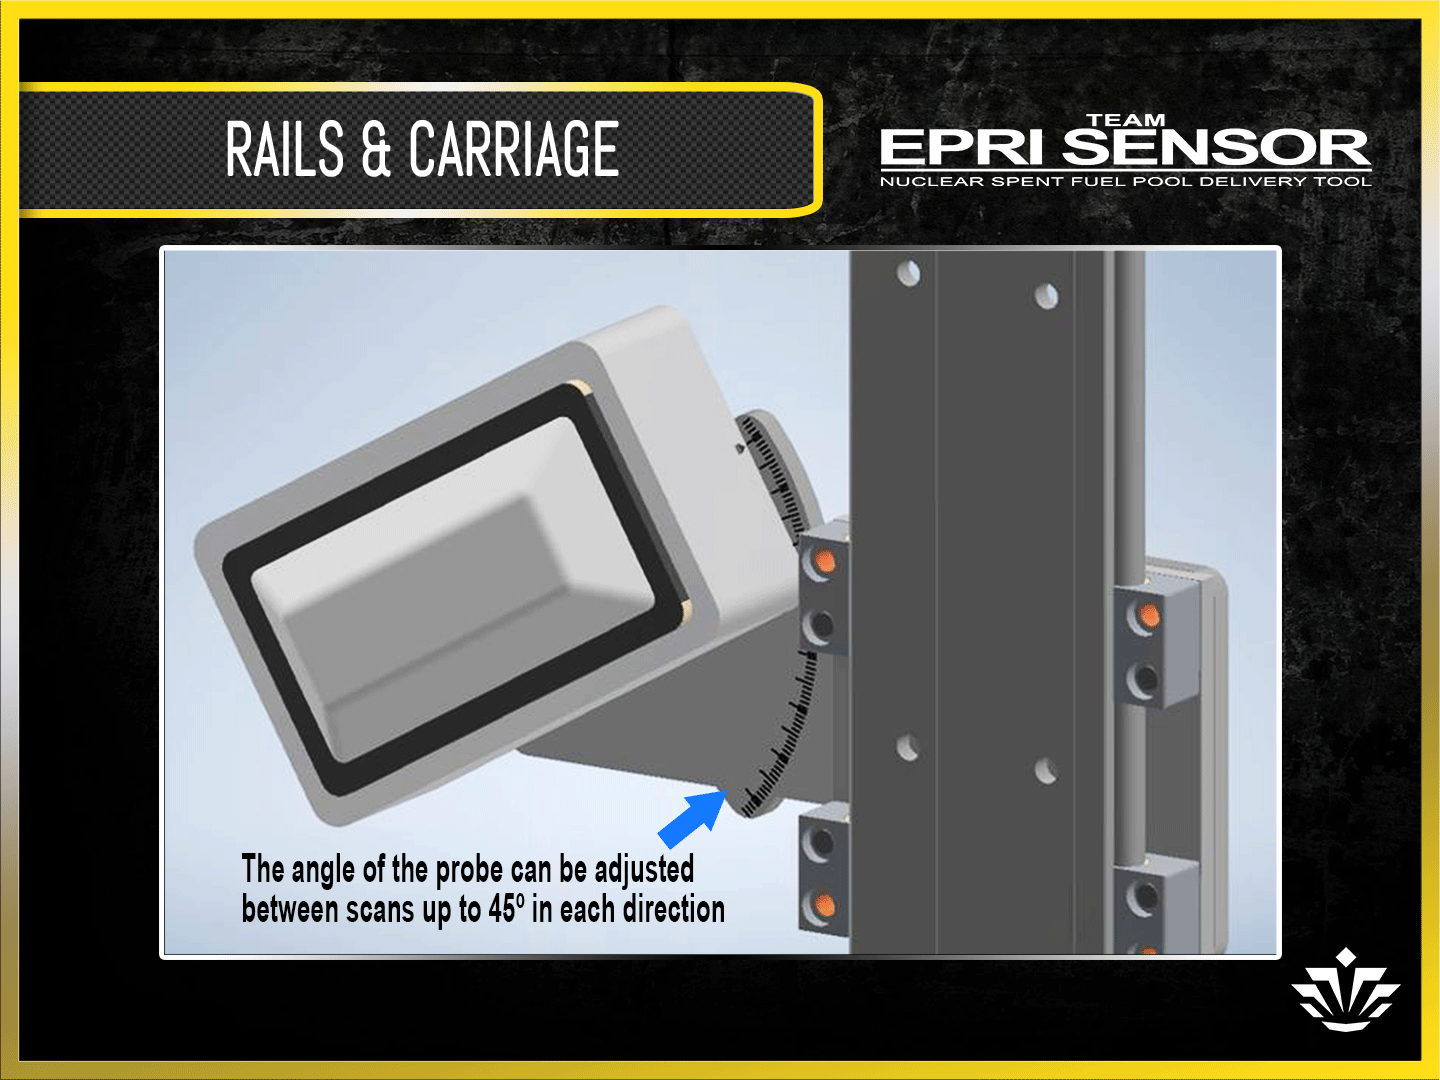 RAILS & CARRIAGE
TEAM
EPRI SENSOR
NUCLEAR SPENT FUEL POOL DELIVERY TOOL
The angle of the probe can be adjusted
between scans up to 45º in each direction